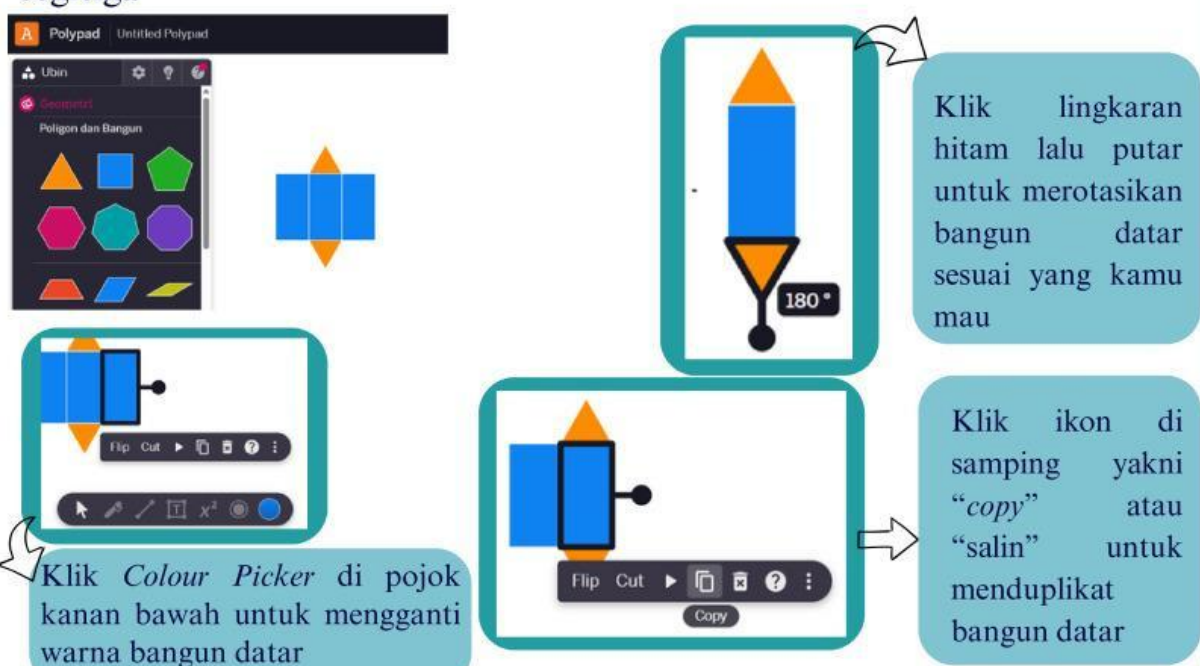 Polypad Untitled Polypad
Ubin
Geometri
Poligon dan Bangun
180°
Klik lingkaran
hitam lalu putar
untuk merotasikan
bangun datar
sesuai yang kamu
mau
Flip Cut
T x²
Klik Colour Picker di pojok
kanan bawah untuk mengganti
warna bangun datar
Flip Cut
Copy
Klik ikon di
samping yakni
“copy” atau
“salin” untuk
menduplikat
bangun datar